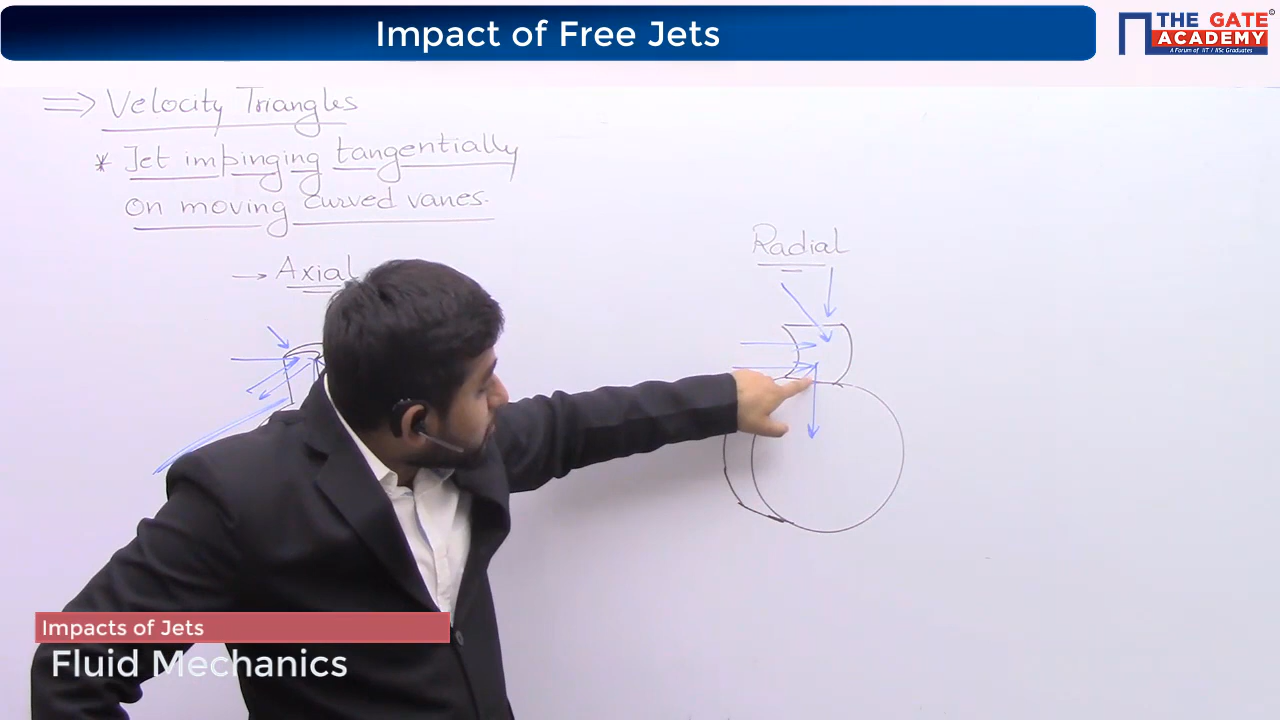 Impact of Free Jets
THE GATE ACADEMY
A Forum of IIT / IISc Graduates
⇒ Velocity Triangles
* Jet impinging tangentially
on moving curved vanes.
→ Axial
Radial
Impacts of Jets
Fluid Mechanics